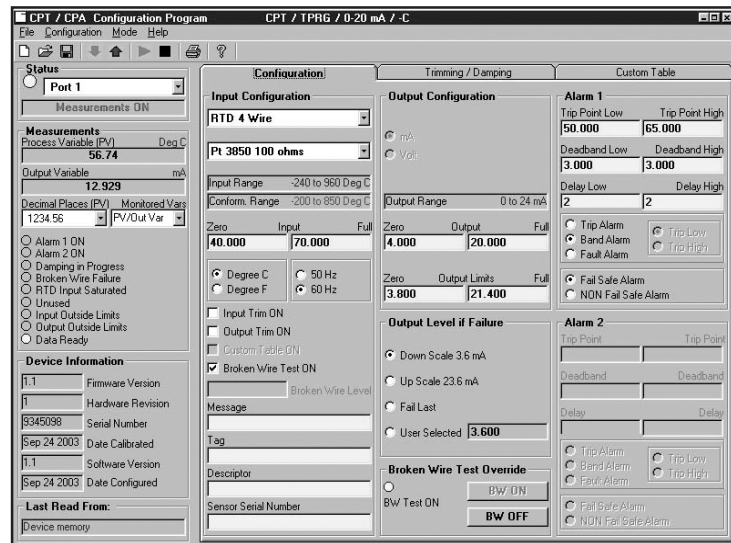 CPT / CPA Configuration Program CPT / TPRG / 0-20 mA / -C
File Configuration Mode Help
Status
Port 1
Measurements ON
Measurements
Process Variable (PV) Deg C
56.74
Output Variable mA
12.929
Decimal Places (PV) Monitored Vars
1234.56 PV/Out Var
Alarm 1 ON
Alarm 2 ON
Damping in Progress
Broken Wire Failure
RTD Input Saturated
Unused
Input Outside Limits
Output Outside Limits
Data Ready
Device Information
1.1 Firmware Version
1 Hardware Revision
9345098 Serial Number
Sep 24 2003 Date Calibrated
1.1 Software Version
Sep 24 2003 Date Configured
Last Read From:
Device memory
Configuration Trimming / Damping Custom Table
Input Configuration
RTD 4 Wire
Pt 3850 100 ohms
Input Range -240 to 960 Deg C
Conform. Range -200 to 850 Deg C
Zero Input Full
40.000 70.000
Degree C 50 Hz
Degree F 60 Hz
Input Trim ON
Output Trim ON
Custom Table ON
Broken Wire Test ON
Broken Wire Level
Message
Tag
Descriptor
Sensor Serial Number
Output Configuration
mA
Volt
Output Range 0 to 24 mA
Zero Output Full
4.000 20.000
Zero Output Limits Full
3.800 21.400
Output Level if Failure
Down Scale 3.6 mA
Up Scale 23.6 mA
Fail Last
User Selected 3.600
Broken Wire Test Override
BW Test ON BW ON
BW OFF
Alarm 1
Trip Point Low Trip Point High
50.000 65.000
Deadband Low Deadband High
3.000 3.000
Delay Low Delay High
2 2
Trip Alarm Trip Low
Band Alarm Trip High
Fault Alarm
Fail Safe Alarm
NON Fail Safe Alarm
Alarm 2
Trip Point Trip Point
Deadband Deadband
Delay Delay
Trip Alarm Trip Low
Band Alarm Trip High
Fault Alarm
Fail Safe Alarm
NON Fail Safe Alarm